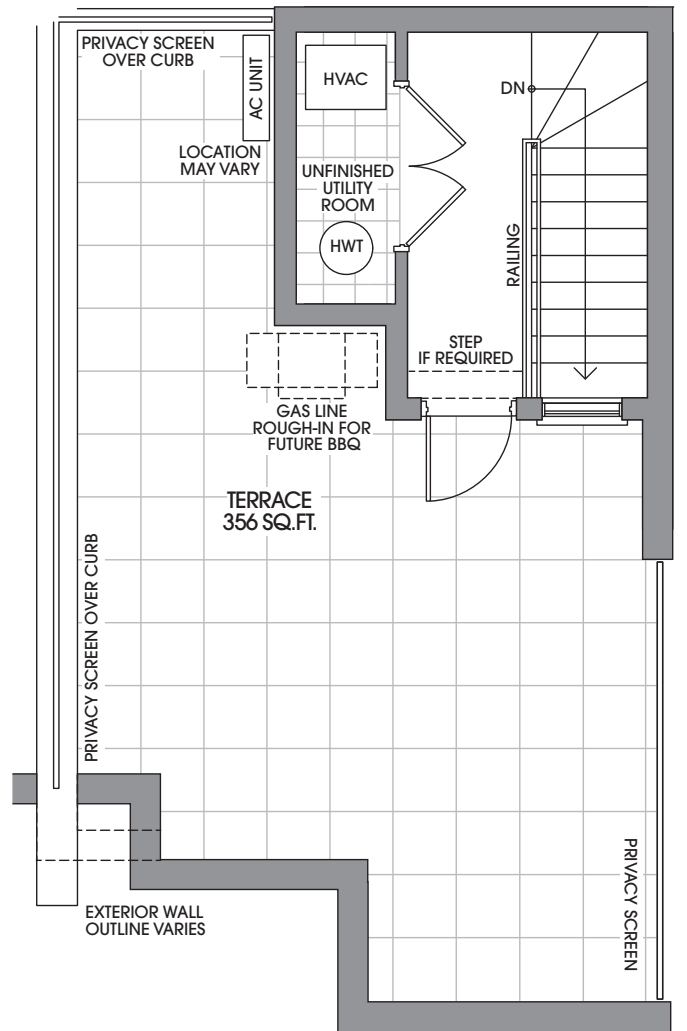 PRIVACY SCREEN
OVER CURB
AC UNIT
LOCATION
MAY VARY
HVAC
UNFINISHED
UTILITY
ROOM
HWT
DN
RAILING
STEP
IF REQUIRED
GAS LINE
ROUGH-IN FOR
FUTURE BBQ
TERRACE
356 SQ.FT.
PRIVACY SCREEN OVER CURB
PRIVACY SCREEN
EXTERIOR WALL
OUTLINE VARIES